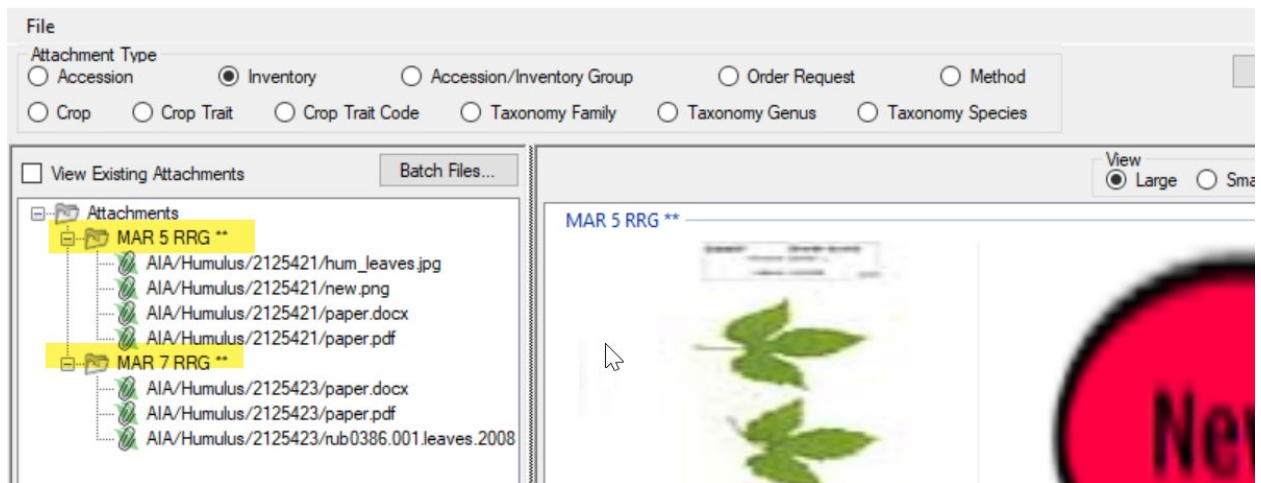 File
Attachment Type
Accession Inventory Accession/Inventory Group Order Request Method
Crop Crop Trait Crop Trait Code Taxonomy Family Taxonomy Genus Taxonomy Species
View Existing Attachments Batch Files...
View
Large
Attachments
MAR 5 RRG **
AIA/Humulus/2125421/hum_leaves.jpg
AIA/Humulus/2125421/new.png
AIA/Humulus/2125421/paper.docx
AIA/Humulus/2125421/paper.pdf
MAR 7 RRG **
AIA/Humulus/2125423/paper.docx
AIA/Humulus/2125423/paper.pdf
AIA/Humulus/2125423/rub0386.001.leaves.2008
MAR 5 RRG **